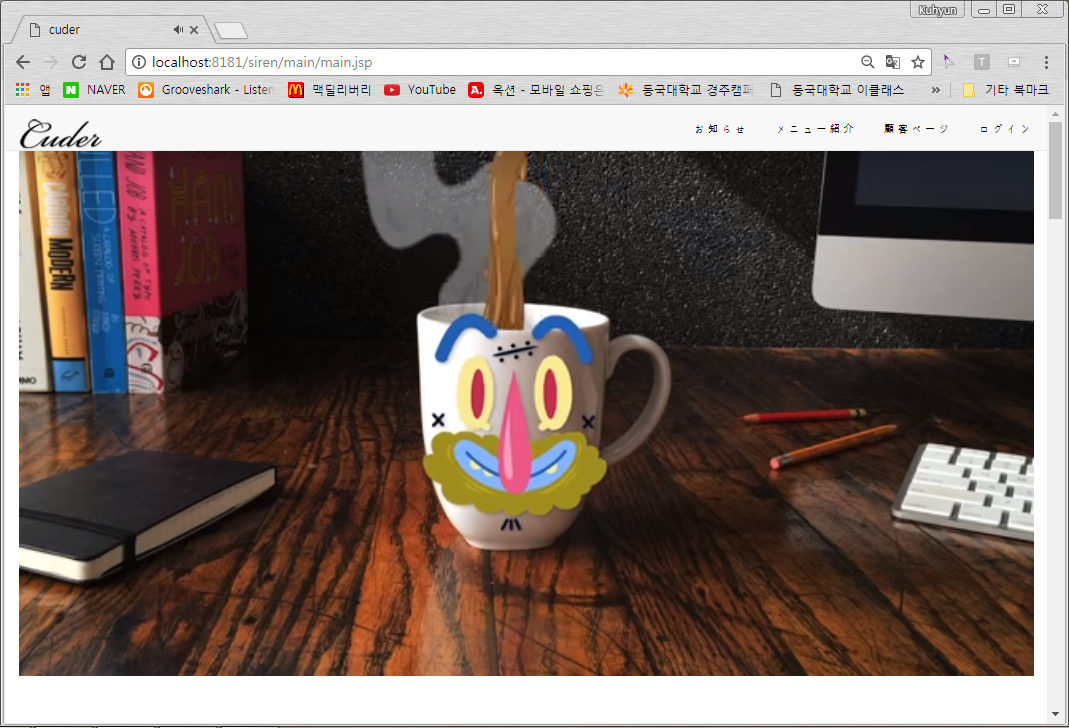 Kuhyun
cuder
localhost:8181/siren/main/main.jsp
앱 NAVER Grooveshark - Listen 맥딜리버리 YouTube 옥션 - 모바일 쇼핑은 동국대학교 경주캠퍼 동국대학교 이클래스 » 기타 북마크
Cuder
お知らせ メニュー紹介 顧客ページ ログイン
MODERN